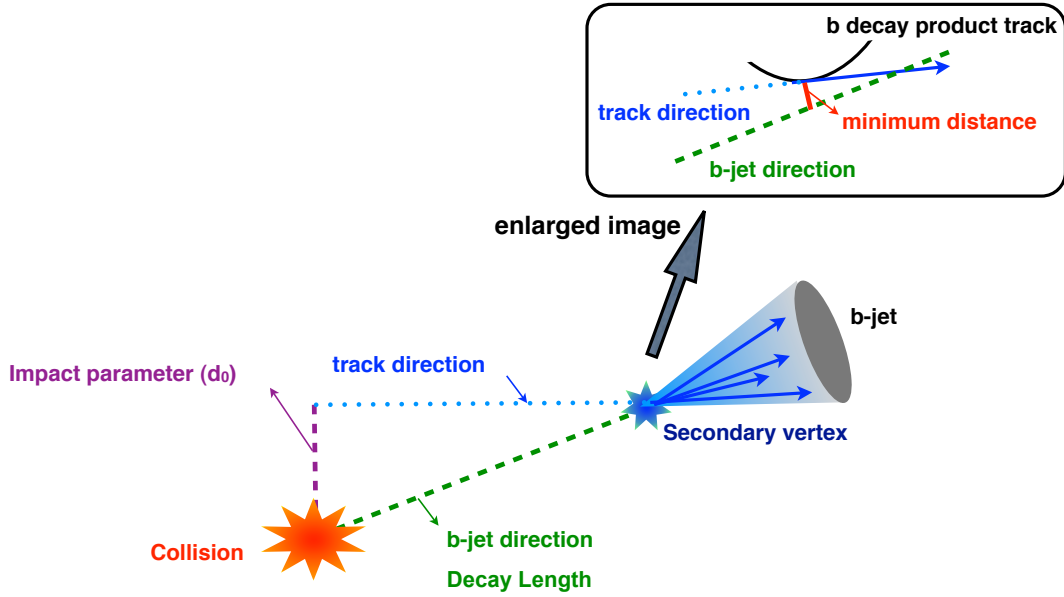 b decay product track
track direction
minimum distance
b-jet direction
enlarged image
b-jet
track direction
Impact parameter (d₀)
Secondary vertex
Collision
b-jet direction
Decay Length